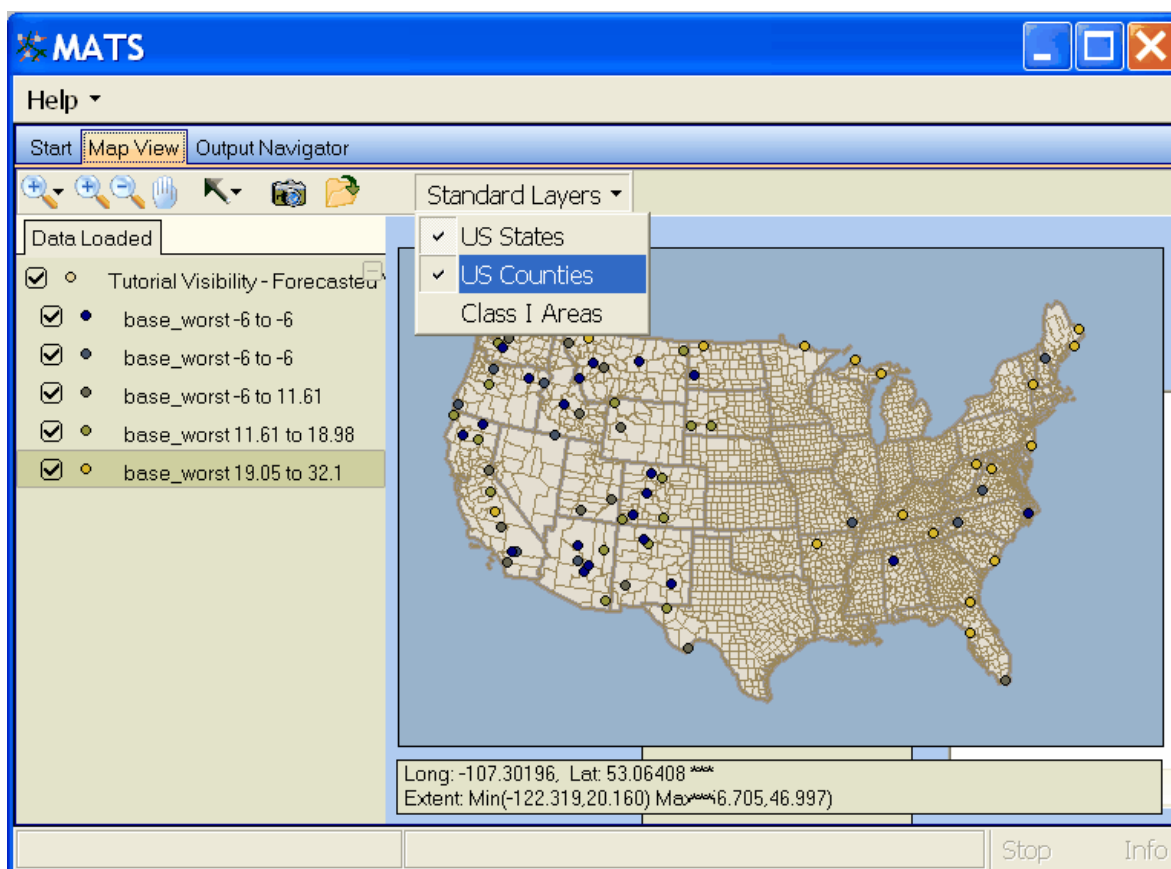 MATS
Help
Start Map View Output Navigator
Standard Layers
US States
US Counties
Class I Areas
Data Loaded
Tutorial Visibility - Forecasted
base_worst -6 to -6
base_worst -6 to -6
base_worst -6 to 11.61
base_worst 11.61 to 18.98
base_worst 19.05 to 32.1
Long: -107.30196, Lat: 53.06408 ***
Extent: Min(-122.319,20.160) Max 6.705,46.997)
Stop Info